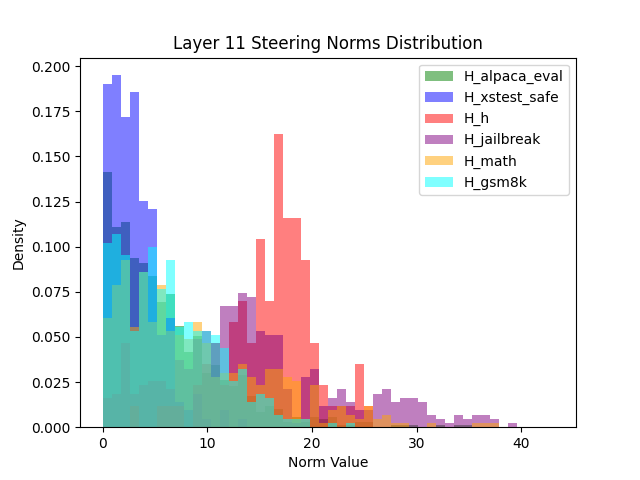 Layer 11 Steering Norms Distribution
H_alpaca_eval
H_xstest_safe
H_h
H_jailbreak
H_math
H_gsm8k
Density
0.200
0.175
0.150
0.125
0.100
0.075
0.050
0.025
0.000
0
10
20
30
40
Norm Value